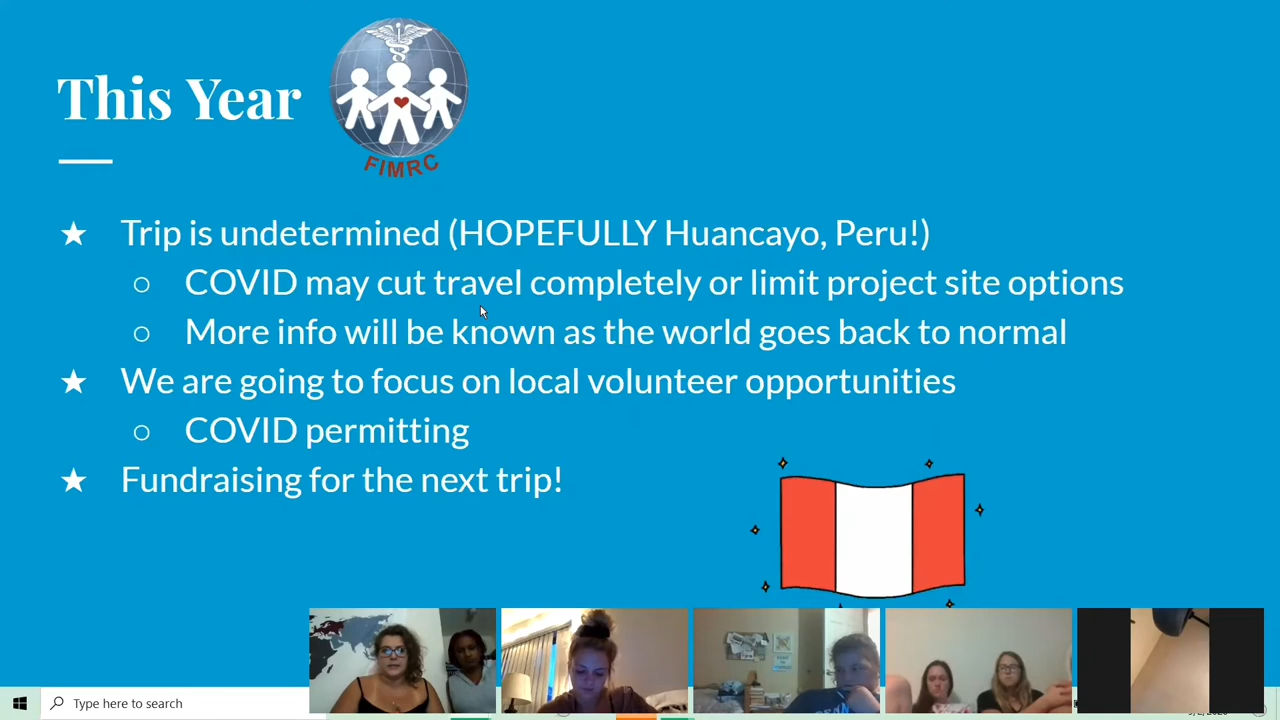 This Year
FIMRC
★ Trip is undetermined (HOPEFULLY Huancayo, Peru!)
○ COVID may cut travel completely or limit project site options
○ More info will be known as the world goes back to normal
★ We are going to focus on local volunteer opportunities
○ COVID permitting
★ Fundraising for the next trip!
Type here to search